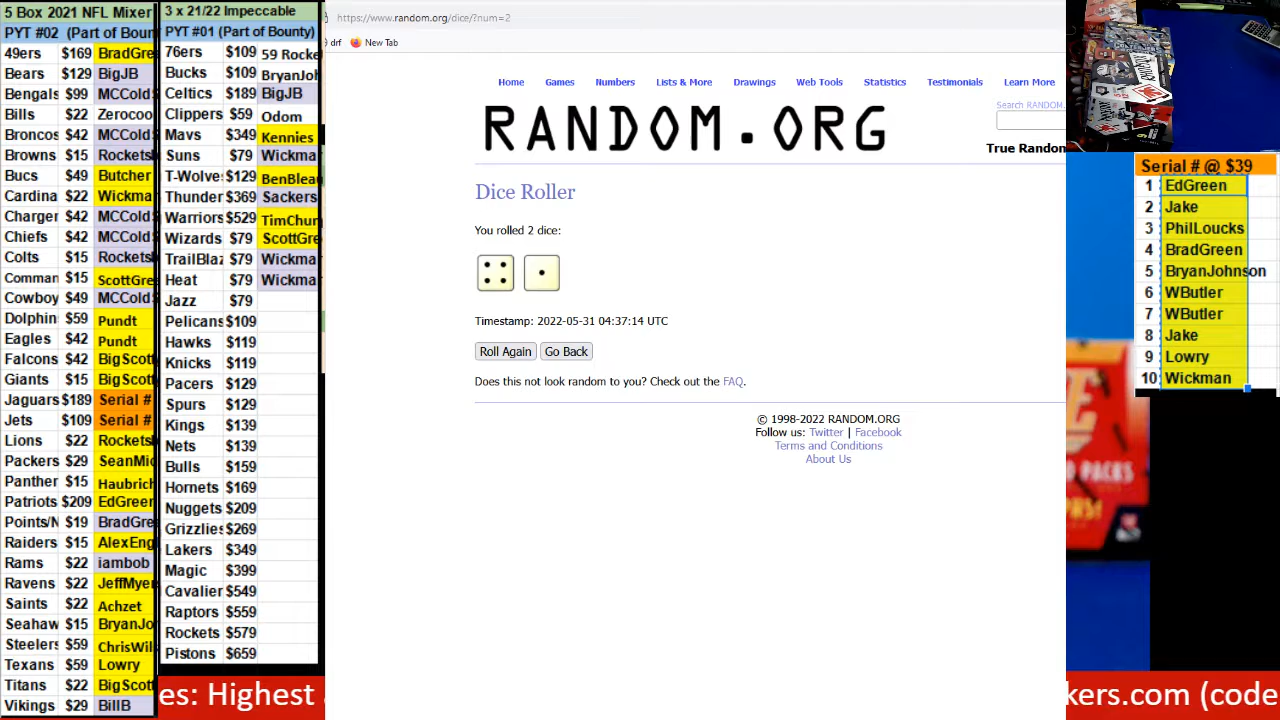 5 Box 2021 NFL Mixer
PYT #02 (Part of Boun
49ers $169 BradGre
Bears $129 BigJB
Bengals $99 MCCold
Bills $22 Zerocoo
Broncos $42 MCCold
Browns $15 Rocketsl
Bucs $49 Butcher
Cardina $22 Wickma
Charger $42 MCCold
Chiefs $42 MCCold
Colts $15 Rockets
Comman $15 ScottGre
Cowboy $49 MCCold
Dolphin $59 Pundt
Eagles $42 Pundt
Falcons $42 BigScott
Giants $15 BigScott
Jaguars $189 Serial #
Jets $109 Serial #
Lions $22 Rockets
Packers $29 SeanMic
Panther $15 Haubrich
Patriots $209 EdGreen
Points/N $19 BradGre
Raiders $15 AlexEng
Rams $22 iambob
Ravens $22 JeffMyer
Saints $22 Achzet
Seahaw $15 BryanJo
Steelers $59 ChrisWil
Texans $59 Lowry
Titans $22 BigScott
Vikings $29 BillB
3 x 21/22 Impeccable
PYT #01 (Part of Bounty)
76ers $109 59 Rocke
Bucks $109 BryanJoh
Celtics $189 BigJB
Clippers $59 Odom
Mavs $349 Kennies
Suns $79 Wickma
T-Wolves $129 BenBleau
Thunder $369 Sackers
Warriors $529 TimChun
Wizards $79 ScottGre
TrailBlaz $79 Wickma
Heat $79 Wickma
Jazz $79
Pelicans $109
Hawks $119
Knicks $119
Pacers $129
Spurs $129
Kings $139
Nets $139
Bulls $159
Hornets $169
Nuggets $209
Grizzlies $269
Lakers $349
Magic $399
Cavalier $549
Raptors $559
Rockets $579
Pistons $659
https://www.random.org/dice/?num=2
drf New Tab
Home Games Numbers Lists & More Drawings Web Tools Statistics Testimonials Learn More
Search RANDOM.
RANDOM.ORG
True Random
Dice Roller
You rolled 2 dice:
Timestamp: 2022-05-31 04:37:14 UTC
Roll Again Go Back
Does this not look random to you? Check out the FAQ.
© 1998-2022 RANDOM.ORG
Follow us: Twitter | Facebook
Terms and Conditions
About Us
Serial # @ $39
1 EdGreen
2 Jake
3 PhilLoucks
4 BradGreen
5 BryanJohnson
6 WButler
7 WButler
8 Jake
9 Lowry
10 Wickman
es: Highest
kers.com (code